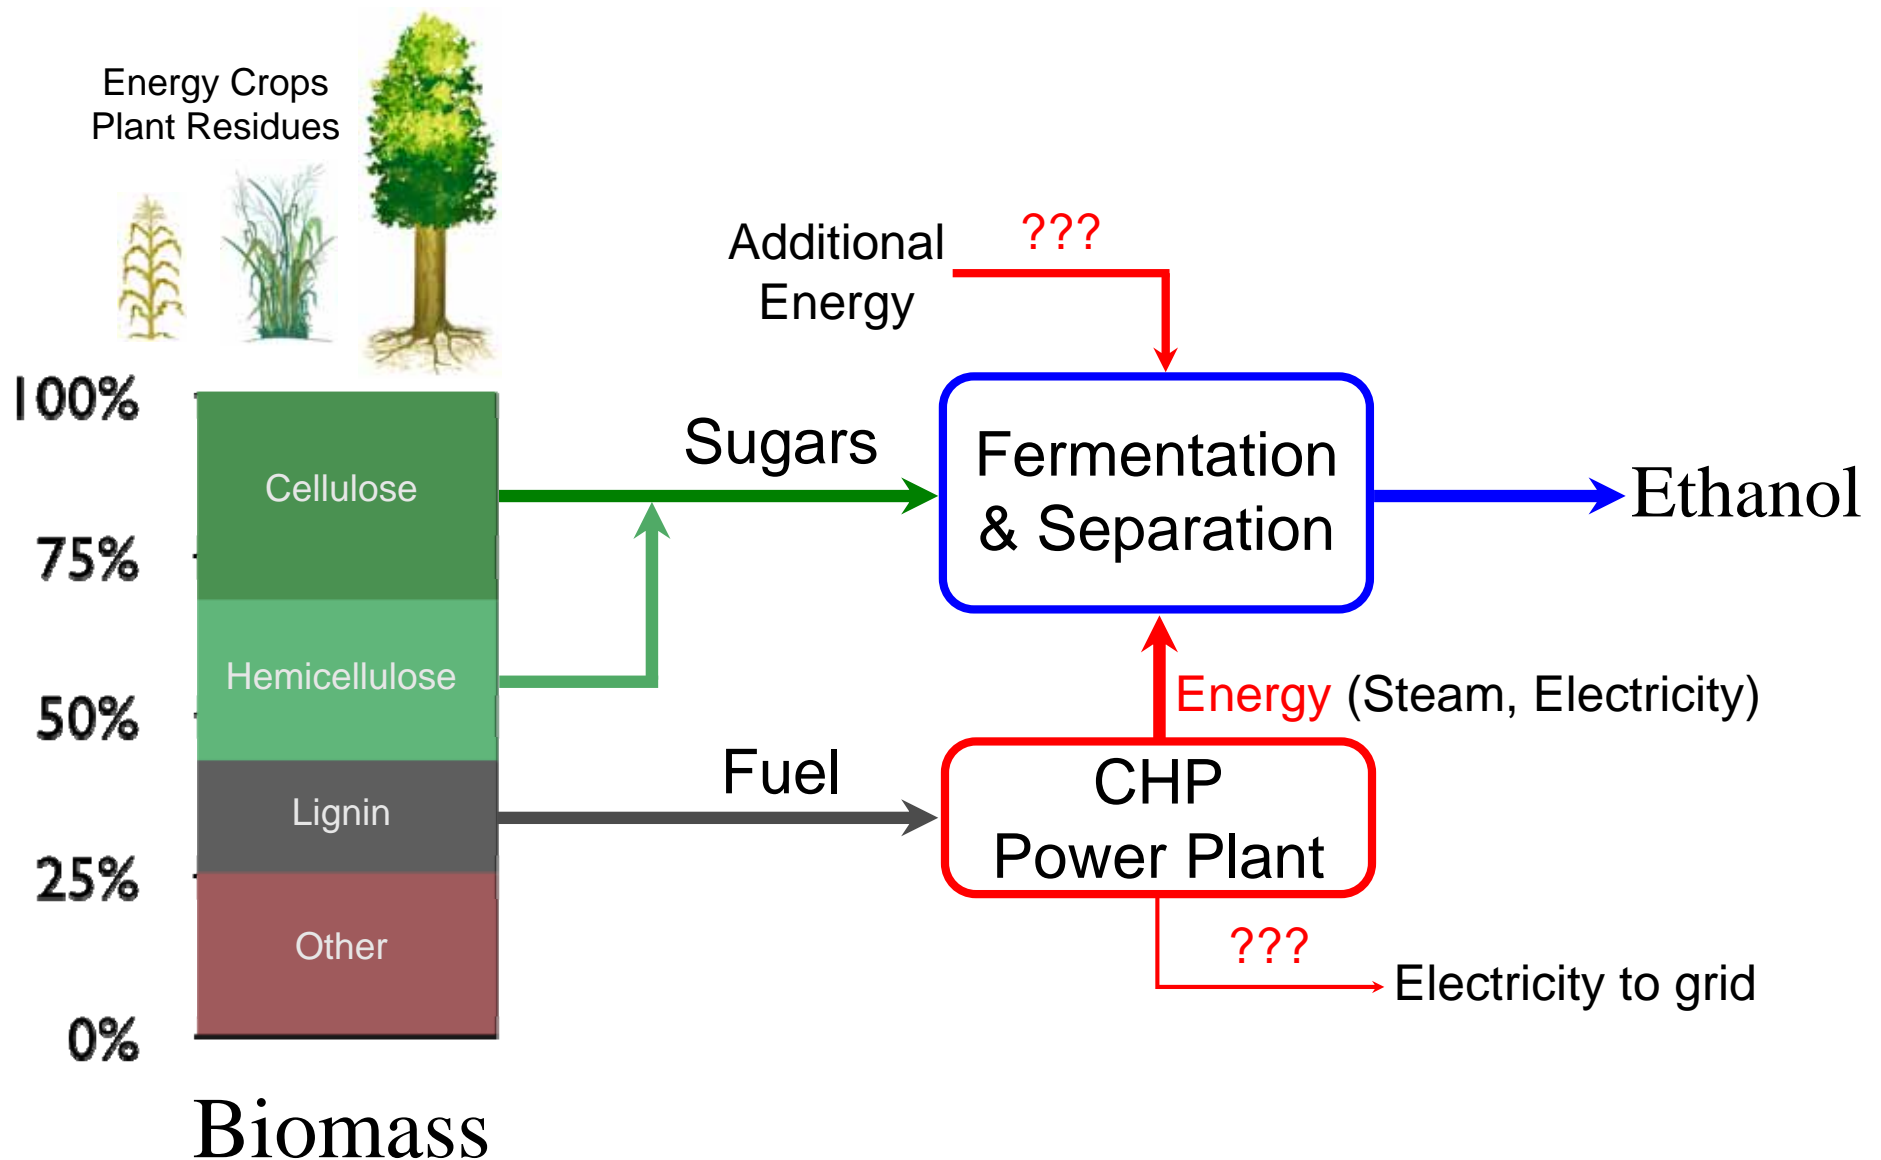 Energy Crops
Plant Residues
100%
75%
50%
25%
0%
Cellulose
Hemicellulose
Lignin
Other
Biomass
Sugars
Fuel
Additional
Energy
???
Fermentation
& Separation
Ethanol
Energy (Steam, Electricity)
CHP
Power Plant
???
Electricity to grid